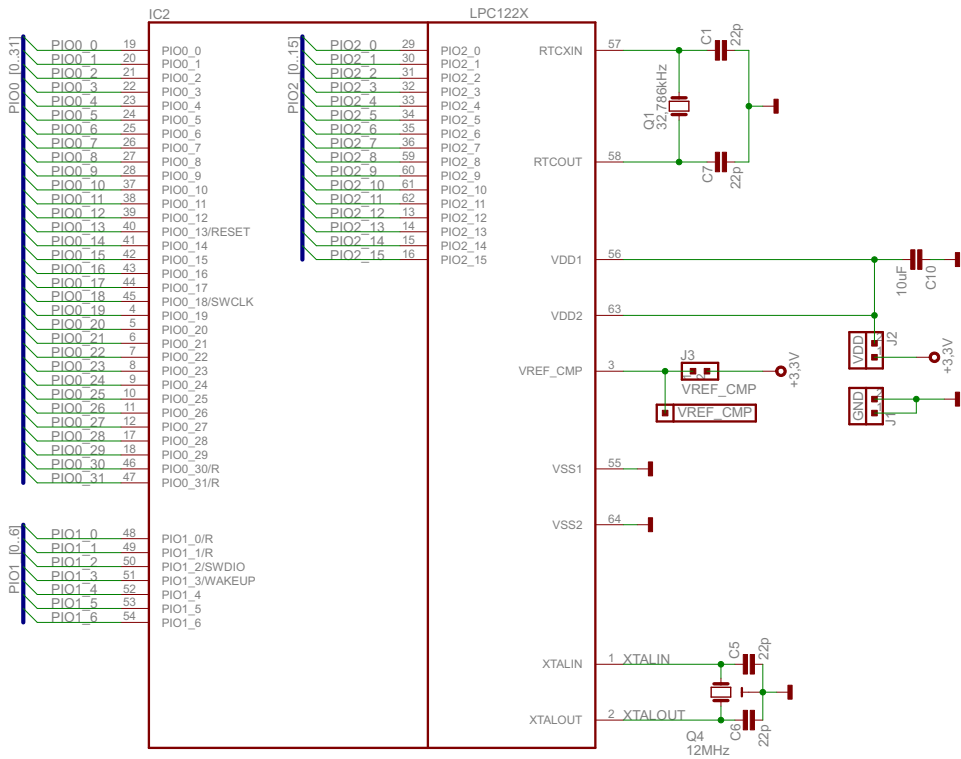 IC2
LPC122X
PIO0 [0..31]
PIO0_0 19 PIO0_0
PIO0_1 20 PIO0_1
PIO0_2 21 PIO0_2
PIO0_3 22 PIO0_3
PIO0_4 23 PIO0_4
PIO0_5 24 PIO0_5
PIO0_6 25 PIO0_6
PIO0_7 26 PIO0_7
PIO0_8 27 PIO0_8
PIO0_9 28 PIO0_9
PIO0_10 37 PIO0_10
PIO0_11 38 PIO0_11
PIO0_12 39 PIO0_12
PIO0_13 40 PIO0_13/RESET
PIO0_14 41 PIO0_14
PIO0_15 42 PIO0_15
PIO0_16 43 PIO0_16
PIO0_17 44 PIO0_17
PIO0_18 45 PIO0_18/SWCLK
PIO0_19 4 PIO0_19
PIO0_20 5 PIO0_20
PIO0_21 6 PIO0_21
PIO0_22 7 PIO0_22
PIO0_23 8 PIO0_23
PIO0_24 9 PIO0_24
PIO0_25 10 PIO0_25
PIO0_26 11 PIO0_26
PIO0_27 12 PIO0_27
PIO0_28 17 PIO0_28
PIO0_29 18 PIO0_29
PIO0_30 46 PIO0_30/R
PIO0_31 47 PIO0_31/R
PIO1 [0..6]
PIO1_0 48 PIO1_0/R
PIO1_1 49 PIO1_1/R
PIO1_2 50 PIO1_2/SWDIO
PIO1_3 51 PIO1_3/WAKEUP
PIO1_4 52 PIO1_4
PIO1_5 53 PIO1_5
PIO1_6 54 PIO1_6
PIO2 [0..15]
PIO2_0 29 PIO2_0
PIO2_1 30 PIO2_1
PIO2_2 31 PIO2_2
PIO2_3 32 PIO2_3
PIO2_4 33 PIO2_4
PIO2_5 34 PIO2_5
PIO2_6 35 PIO2_6
PIO2_7 36 PIO2_7
PIO2_8 59 PIO2_8
PIO2_9 60 PIO2_9
PIO2_10 61 PIO2_10
PIO2_11 62 PIO2_11
PIO2_12 13 PIO2_12
PIO2_13 14 PIO2_13
PIO2_14 15 PIO2_14
PIO2_15 16 PIO2_15
RTCXIN 57
C1
22p
Q1
32,786kHz
RTCOUT 58
C7
22p
VDD1 56
10uF
C10
VDD2 63
VDD
1 2
J2
+3,3V
VREF_CMP 3
J3
1 2
VREF_CMP
+3,3V
VREF_CMP
GND
1 2
J1
VSS1 55
VSS2 64
XTALIN 1 XTALIN
C5
22p
XTALOUT 2 XTALOUT
C6
22p
Q4
12MHz